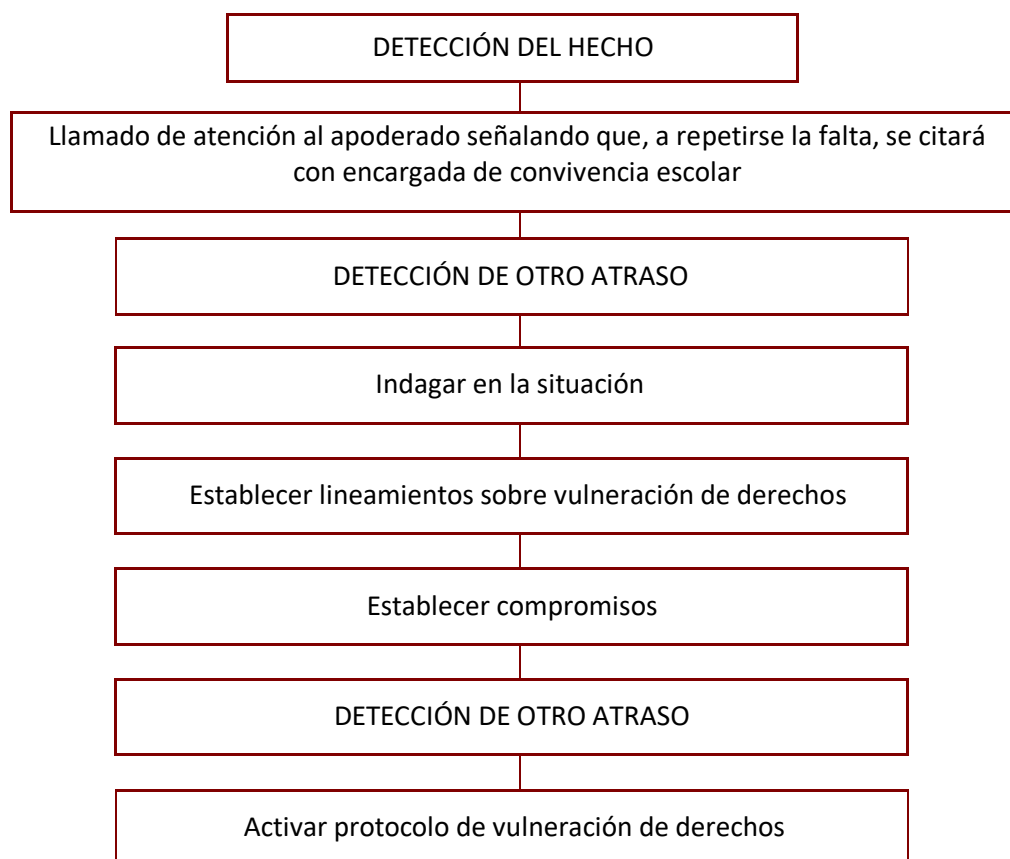 DETECCIÓN DEL HECHO
Llamado de atención al apoderado señalando que, a repetirse la falta, se citará
con encargada de convivencia escolar
DETECCIÓN DE OTRO ATRASO
Indagar en la situación
Establecer lineamientos sobre vulneración de derechos
Establecer compromisos
DETECCIÓN DE OTRO ATRASO
Activar protocolo de vulneración de derechos